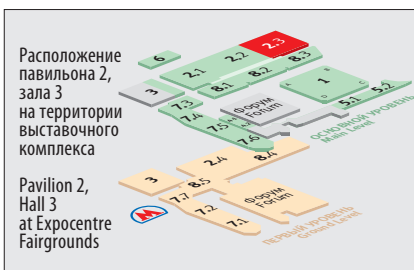 Расположение
павильона 2,
зала 3
на территории
выставочного
комплекса
Pavilion 2,
Hall 3
at Expocentre
Fairgrounds
6
2.1
2.2
2.3
3
8.1
8.2
8.3
1
A
B
C
D
7.3
7.4
7.5
7.6
Форум
Forum
5.1
5.2
ОСНОВНОЙ УРОВЕНЬ
Main Level
3
2.4
8.4
8.5
7.7
7.2
7.1
Форум
Forum
ПЕРВЫЙ УРОВЕНЬ
Ground Level
М